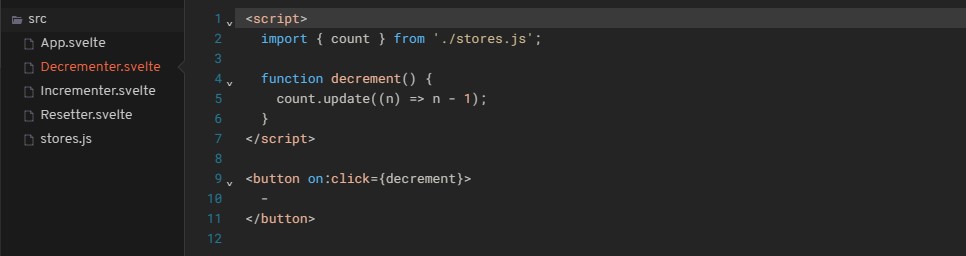 src
App.svelte
Decrementer.svelte
Incrementer.svelte
Resetter.svelte
stores.js
1 <script>
2   import { count } from './stores.js';
3
4   function decrement() {
5     count.update((n) => n - 1);
6   }
7 </script>
8
9 <button on:click={decrement}>
10   -
11 </button>
12